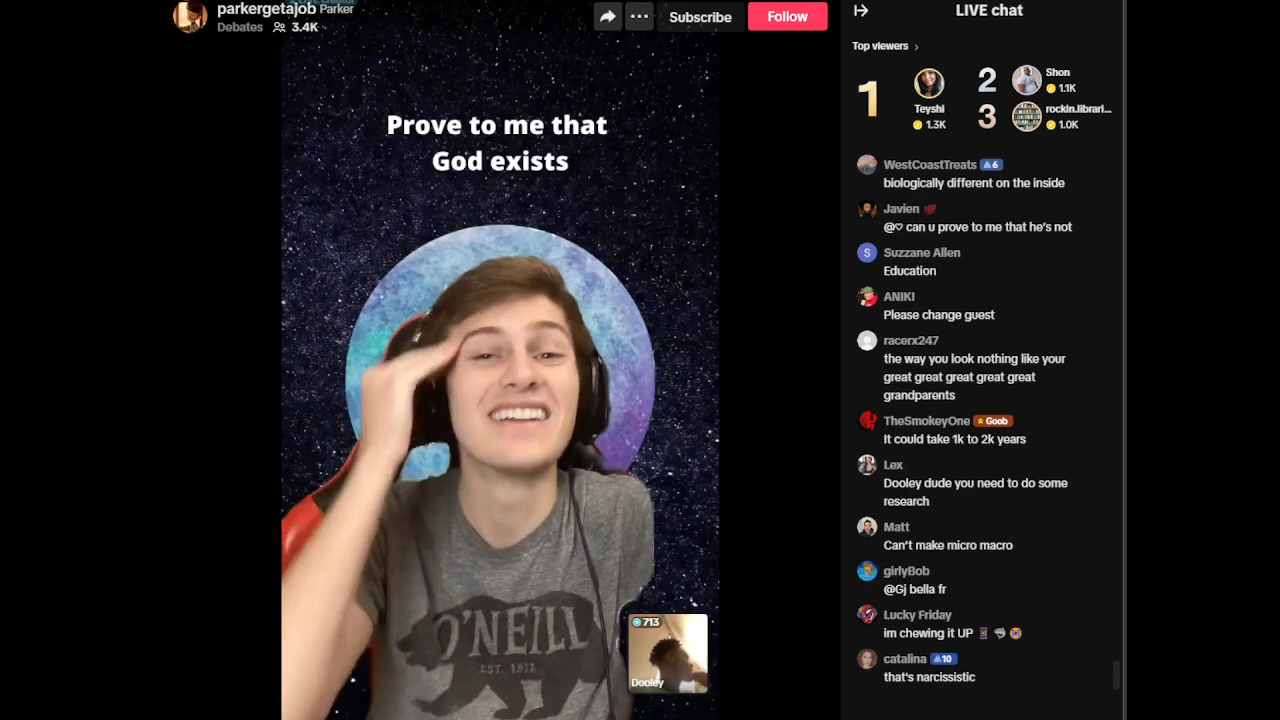 parkergetajob Parker
Debates 3.4K
Subscribe
Follow
Prove to me that
God exists
O'NEILL
EST. 1952
713
Dooley
LIVE chat
Top viewers
1
Teyshi
1.3K
2
Shon
1.1K
3
rockin.librari...
1.0K
WestCoastTreats 6
biologically different on the inside
Javien 💯
@♡ can u prove to me that he's not
S
Suzzane Allen
Education
ANIKI
Please change guest
racerx247
the way you look nothing like your
great great great great great
grandparents
TheSmokeyOne Goob
It could take 1k to 2k years
Lex
Dooley dude you need to do some
research
Matt
Can't make micro macro
girlyBob
@Gj bella fr
Lucky Friday
im chewing it UP
catalina 10
that's narcissistic